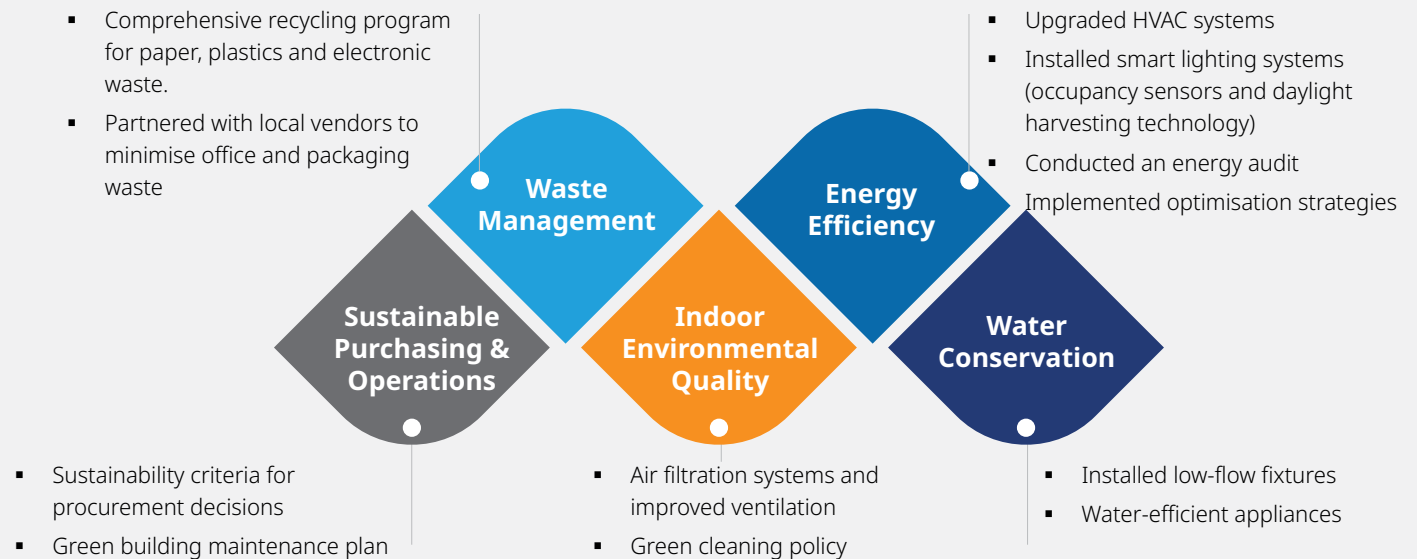 ▪ Comprehensive recycling program
for paper, plastics and electronic
waste.
▪ Partnered with local vendors to
minimise office and packaging
waste
▪ Upgraded HVAC systems
▪ Installed smart lighting systems
(occupancy sensors and daylight
harvesting technology)
▪ Conducted an energy audit
Implemented optimisation strategies
Waste
Management
Energy
Efficiency
Sustainable
Purchasing &
Operations
Indoor
Environmental
Quality
Water
Conservation
▪ Sustainability criteria for
procurement decisions
▪ Green building maintenance plan
▪ Air filtration systems and
improved ventilation
▪ Green cleaning policy
▪ Installed low-flow fixtures
▪ Water-efficient appliances